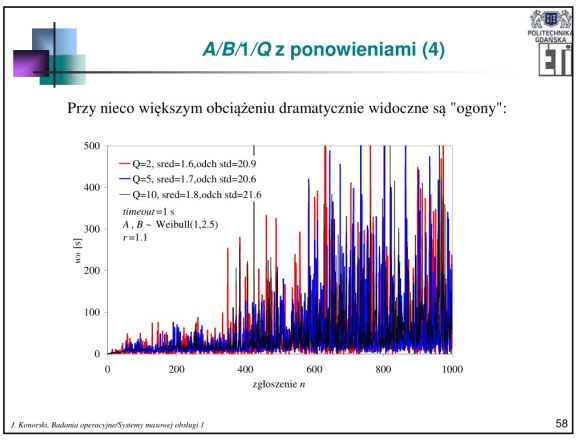 A/B/1/Q z ponowieniami (4)
POLITECHNIKA
GDAŃSKA
ETI
Przy nieco większym obciążeniu dramatycznie widoczne są "ogony":
500
400
300
200
100
0
wn [s]
Q=2, sred=1.6,odch std=20.9
Q=5, sred=1.7,odch std=20.6
Q=10, sred=1.8,odch std=21.6
timeout =1 s
A , B ~ Weibull(1,2.5)
r =1.1
0 200 400 600 800 1000
zgłoszenie n
J. Konorski, Badania operacyjne/Systemy masowej obsługi 1
58